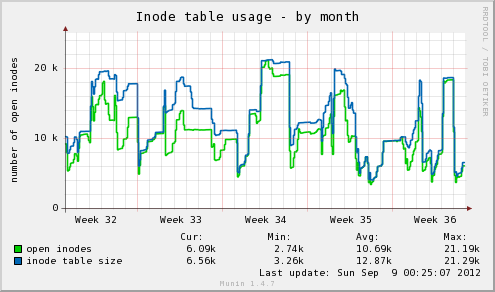 Inode table usage - by month
RRDTOOL / TOBI OETIKER
number of open inodes
20 k
10 k
0
Week 32 Week 33 Week 34 Week 35 Week 36
Cur: Min: Avg: Max:
open inodes 6.09k 2.74k 10.69k 21.19k
inode table size 6.56k 3.26k 12.87k 21.29k
Last update: Sun Sep 9 00:25:07 2012
Munin 1.4.7